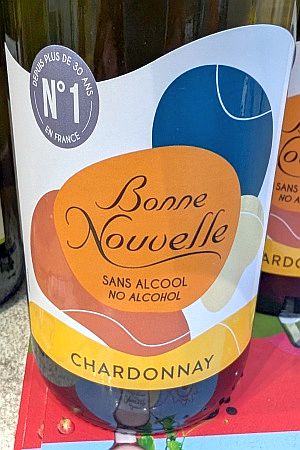 DEPUIS PLUS DE 30 ANS
N°1
EN FRANCE
Bonne
Nouvelle
SANS ALCOOL
NO ALCOHOL
CHARDONNAY